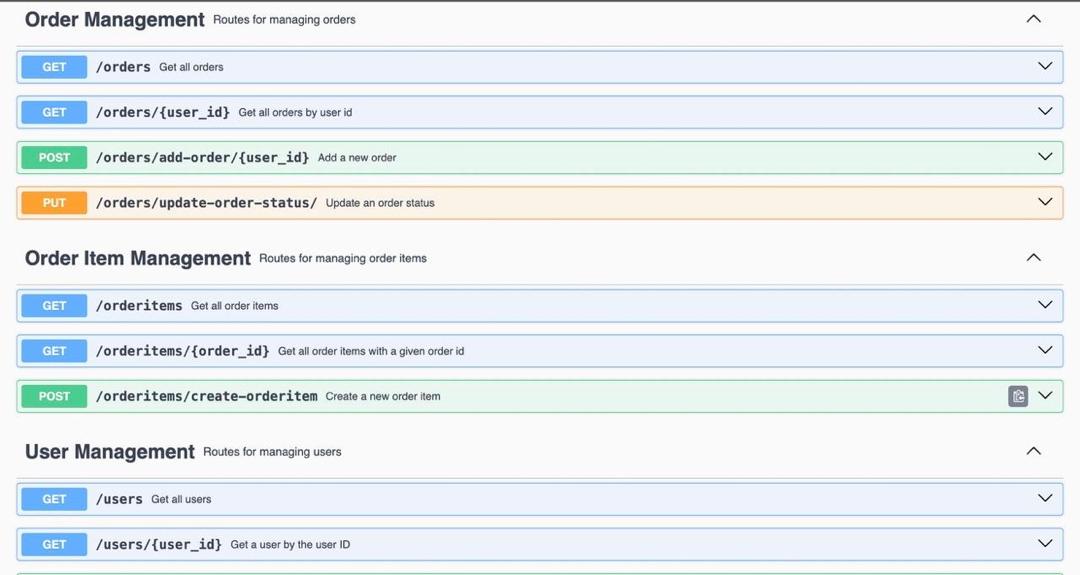 Order Management Routes for managing orders
GET /orders Get all orders
GET /orders/{user_id} Get all orders by user id
POST /orders/add-order/{user_id} Add a new order
PUT /orders/update-order-status/ Update an order status
Order Item Management Routes for managing order items
GET /orderitems Get all order items
GET /orderitems/{order_id} Get all order items with a given order id
POST /orderitems/create-orderitem Create a new order item
User Management Routes for managing users
GET /users Get all users
GET /users/{user_id} Get a user by the user ID